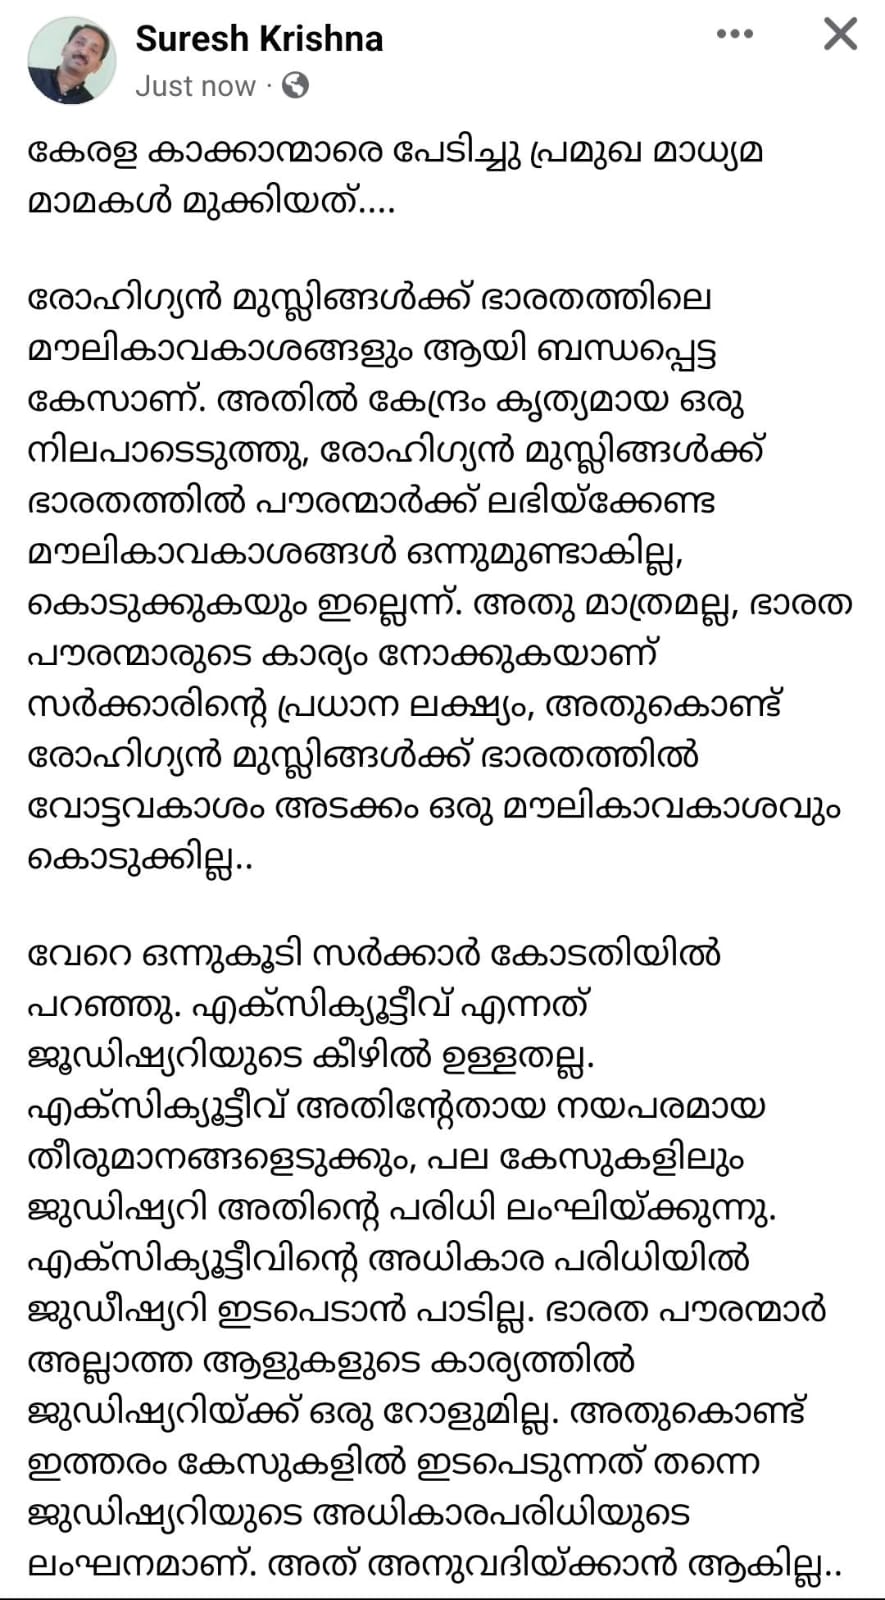 Suresh Krishna
Just now ·
കേരള കാക്കാന്മാരെ പേടിച്ചു പ്രമുഖ മാധ്യമ
മാമകൾ മുക്കിയത്....
രോഹിഗ്യൻ മുസ്ലിങ്ങൾക്ക് ഭാരതത്തിലെ
മൗലികാവകാശങ്ങളും ആയി ബന്ധപ്പെട്ട
കേസാണ്. അതിൽ കേന്ദ്രം കൃത്യമായ ഒരു
നിലപാടെടുത്തു, രോഹിഗ്യൻ മുസ്ലിങ്ങൾക്ക്
ഭാരതത്തിൽ പൗരന്മാർക്ക് ലഭിയ്ക്കേണ്ട
മൗലികാവകാശങ്ങൾ ഒന്നുമുണ്ടാകില്ല,
കൊടുക്കുകയും ഇല്ലെന്ന്. അതു മാത്രമല്ല, ഭാരത
പൗരന്മാരുടെ കാര്യം നോക്കുകയാണ്
സർക്കാരിന്റെ പ്രധാന ലക്ഷ്യം, അതുകൊണ്ട്
രോഹിഗ്യൻ മുസ്ലിങ്ങൾക്ക് ഭാരതത്തിൽ
വോട്ടവകാശം അടക്കം ഒരു മൗലികാവകാശവും
കൊടുക്കില്ല..
വേറെ ഒന്നുകൂടി സർക്കാർ കോടതിയിൽ
പറഞ്ഞു. എക്സിക്യൂട്ടീവ് എന്നത്
ജൂഡിഷ്യറിയുടെ കീഴിൽ ഉള്ളതല്ല.
എക്സിക്യൂട്ടീവ് അതിന്റേതായ നയപരമായ
തീരുമാനങ്ങളെടുക്കും, പല കേസുകളിലും
ജുഡിഷ്യറി അതിന്റെ പരിധി ലംഘിയ്ക്കുന്നു.
എക്സിക്യൂട്ടീവിന്റെ അധികാര പരിധിയിൽ
ജുഡീഷ്യറി ഇടപെടാൻ പാടില്ല. ഭാരത പൗരന്മാർ
അല്ലാത്ത ആളുകളുടെ കാര്യത്തിൽ
ജുഡിഷ്യറിയ്ക്ക് ഒരു റോളുമില്ല. അതുകൊണ്ട്
ഇത്തരം കേസുകളിൽ ഇടപെടുന്നത് തന്നെ
ജുഡിഷ്യറിയുടെ അധികാരപരിധിയുടെ
ലംഘനമാണ്. അത് അനുവദിയ്ക്കാൻ ആകില്ല..